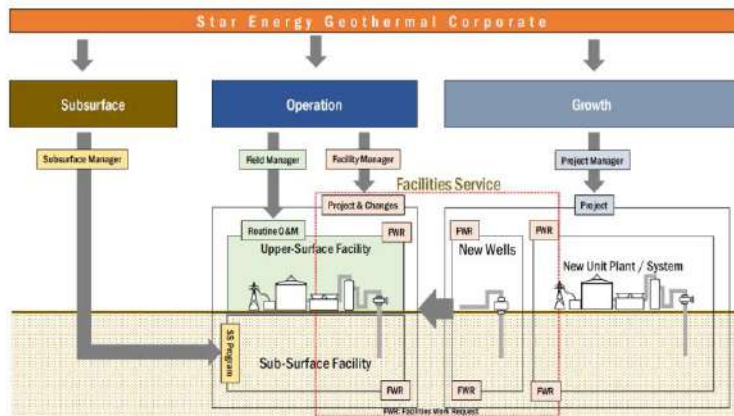 Star Energy Geothermal Corporate
Subsurface
Operation
Growth
Subsurface Manager
Field Manager
Facility Manager
Project Manager
Facilities Service
Project & Changes
Project
Routine O&M
FWR
FWR
FWR
Upper-Surface Facility
New Wells
New Unit Plant / System
SS Program
Sub-Surface Facility
FWR
FWR
FWR
FWR: Facilities Work Request